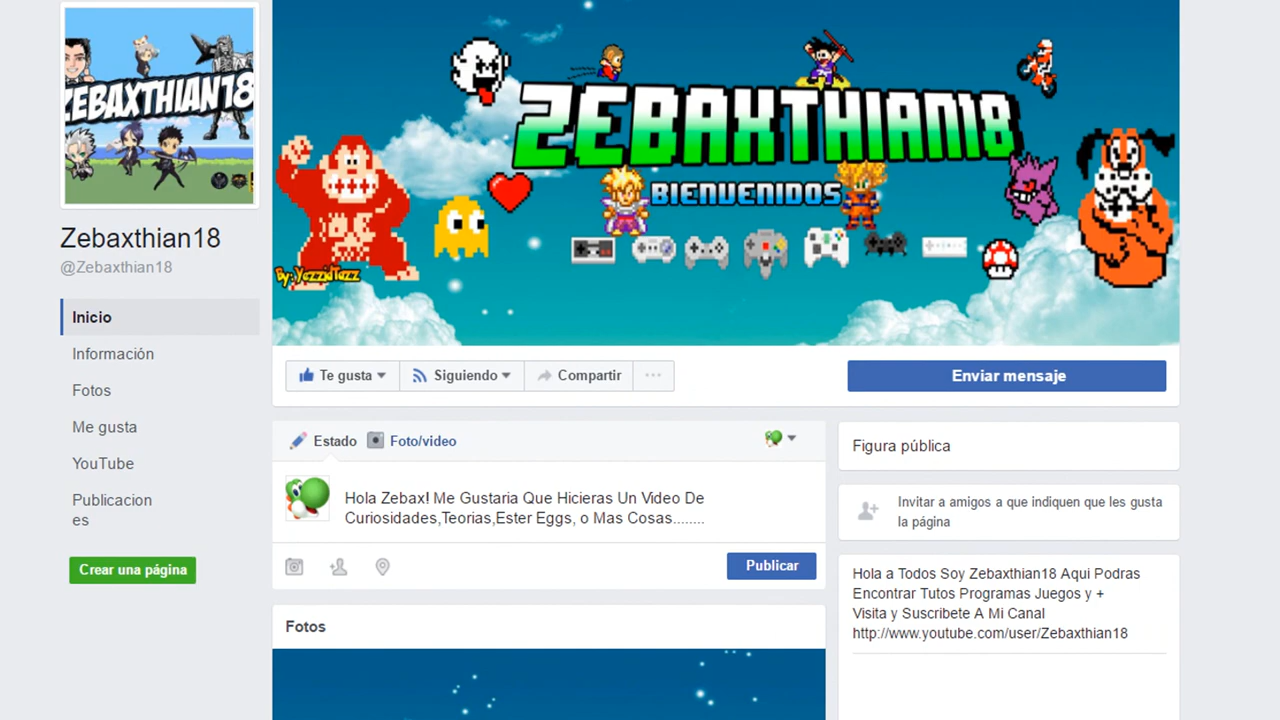 ZEBAXTHIAN18
Zebaxthian18
@Zebaxthian18
Inicio
Información
Fotos
Me gusta
YouTube
Publicacion
es
Crear una página
ZEBAXTHIAN18
BIENVENIDOS
By: YazzidTazz
Te gusta
Siguiendo
Compartir
Enviar mensaje
Estado
Foto/video
Hola Zebax! Me Gustaria Que Hicieras Un Video De
Curiosidades,Teorias,Ester Eggs, o Mas Cosas........
Publicar
Fotos
Figura pública
Invitar a amigos a que indiquen que les gusta
la página
Hola a Todos Soy Zebaxthian18 Aqui Podras
Encontrar Tutos Programas Juegos y +
Visita y Suscribete A Mi Canal
http://www.youtube.com/user/Zebaxthian18